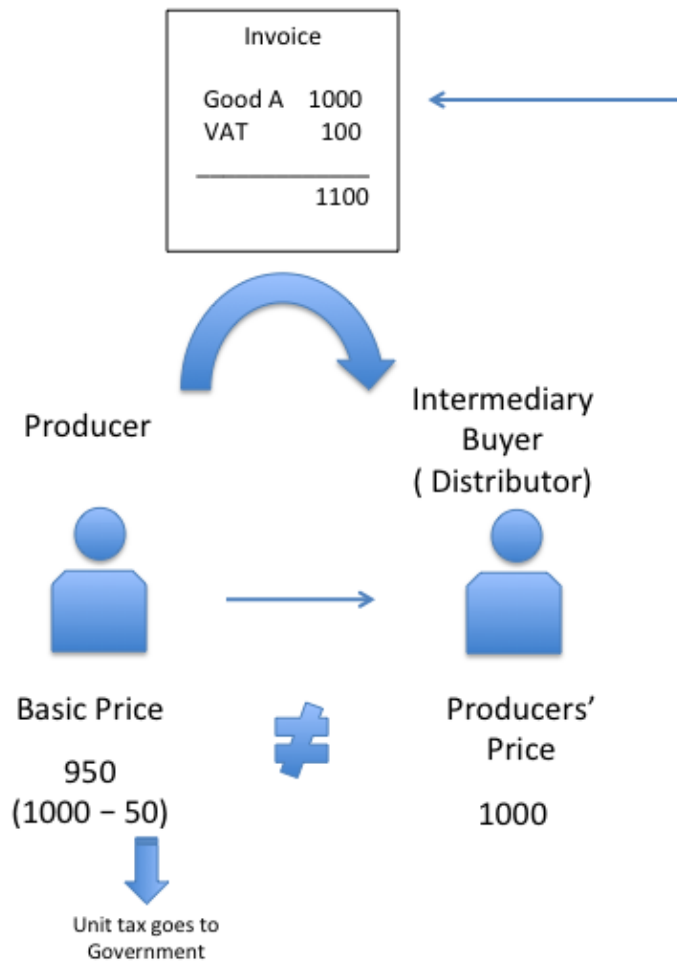 Invoice
Good A 1000
VAT 100
1100
Producer
Intermediary
Buyer
( Distributor)
Basic Price
950
(1000 − 50)
≠
Producers’
Price
1000
Unit tax goes to
Government